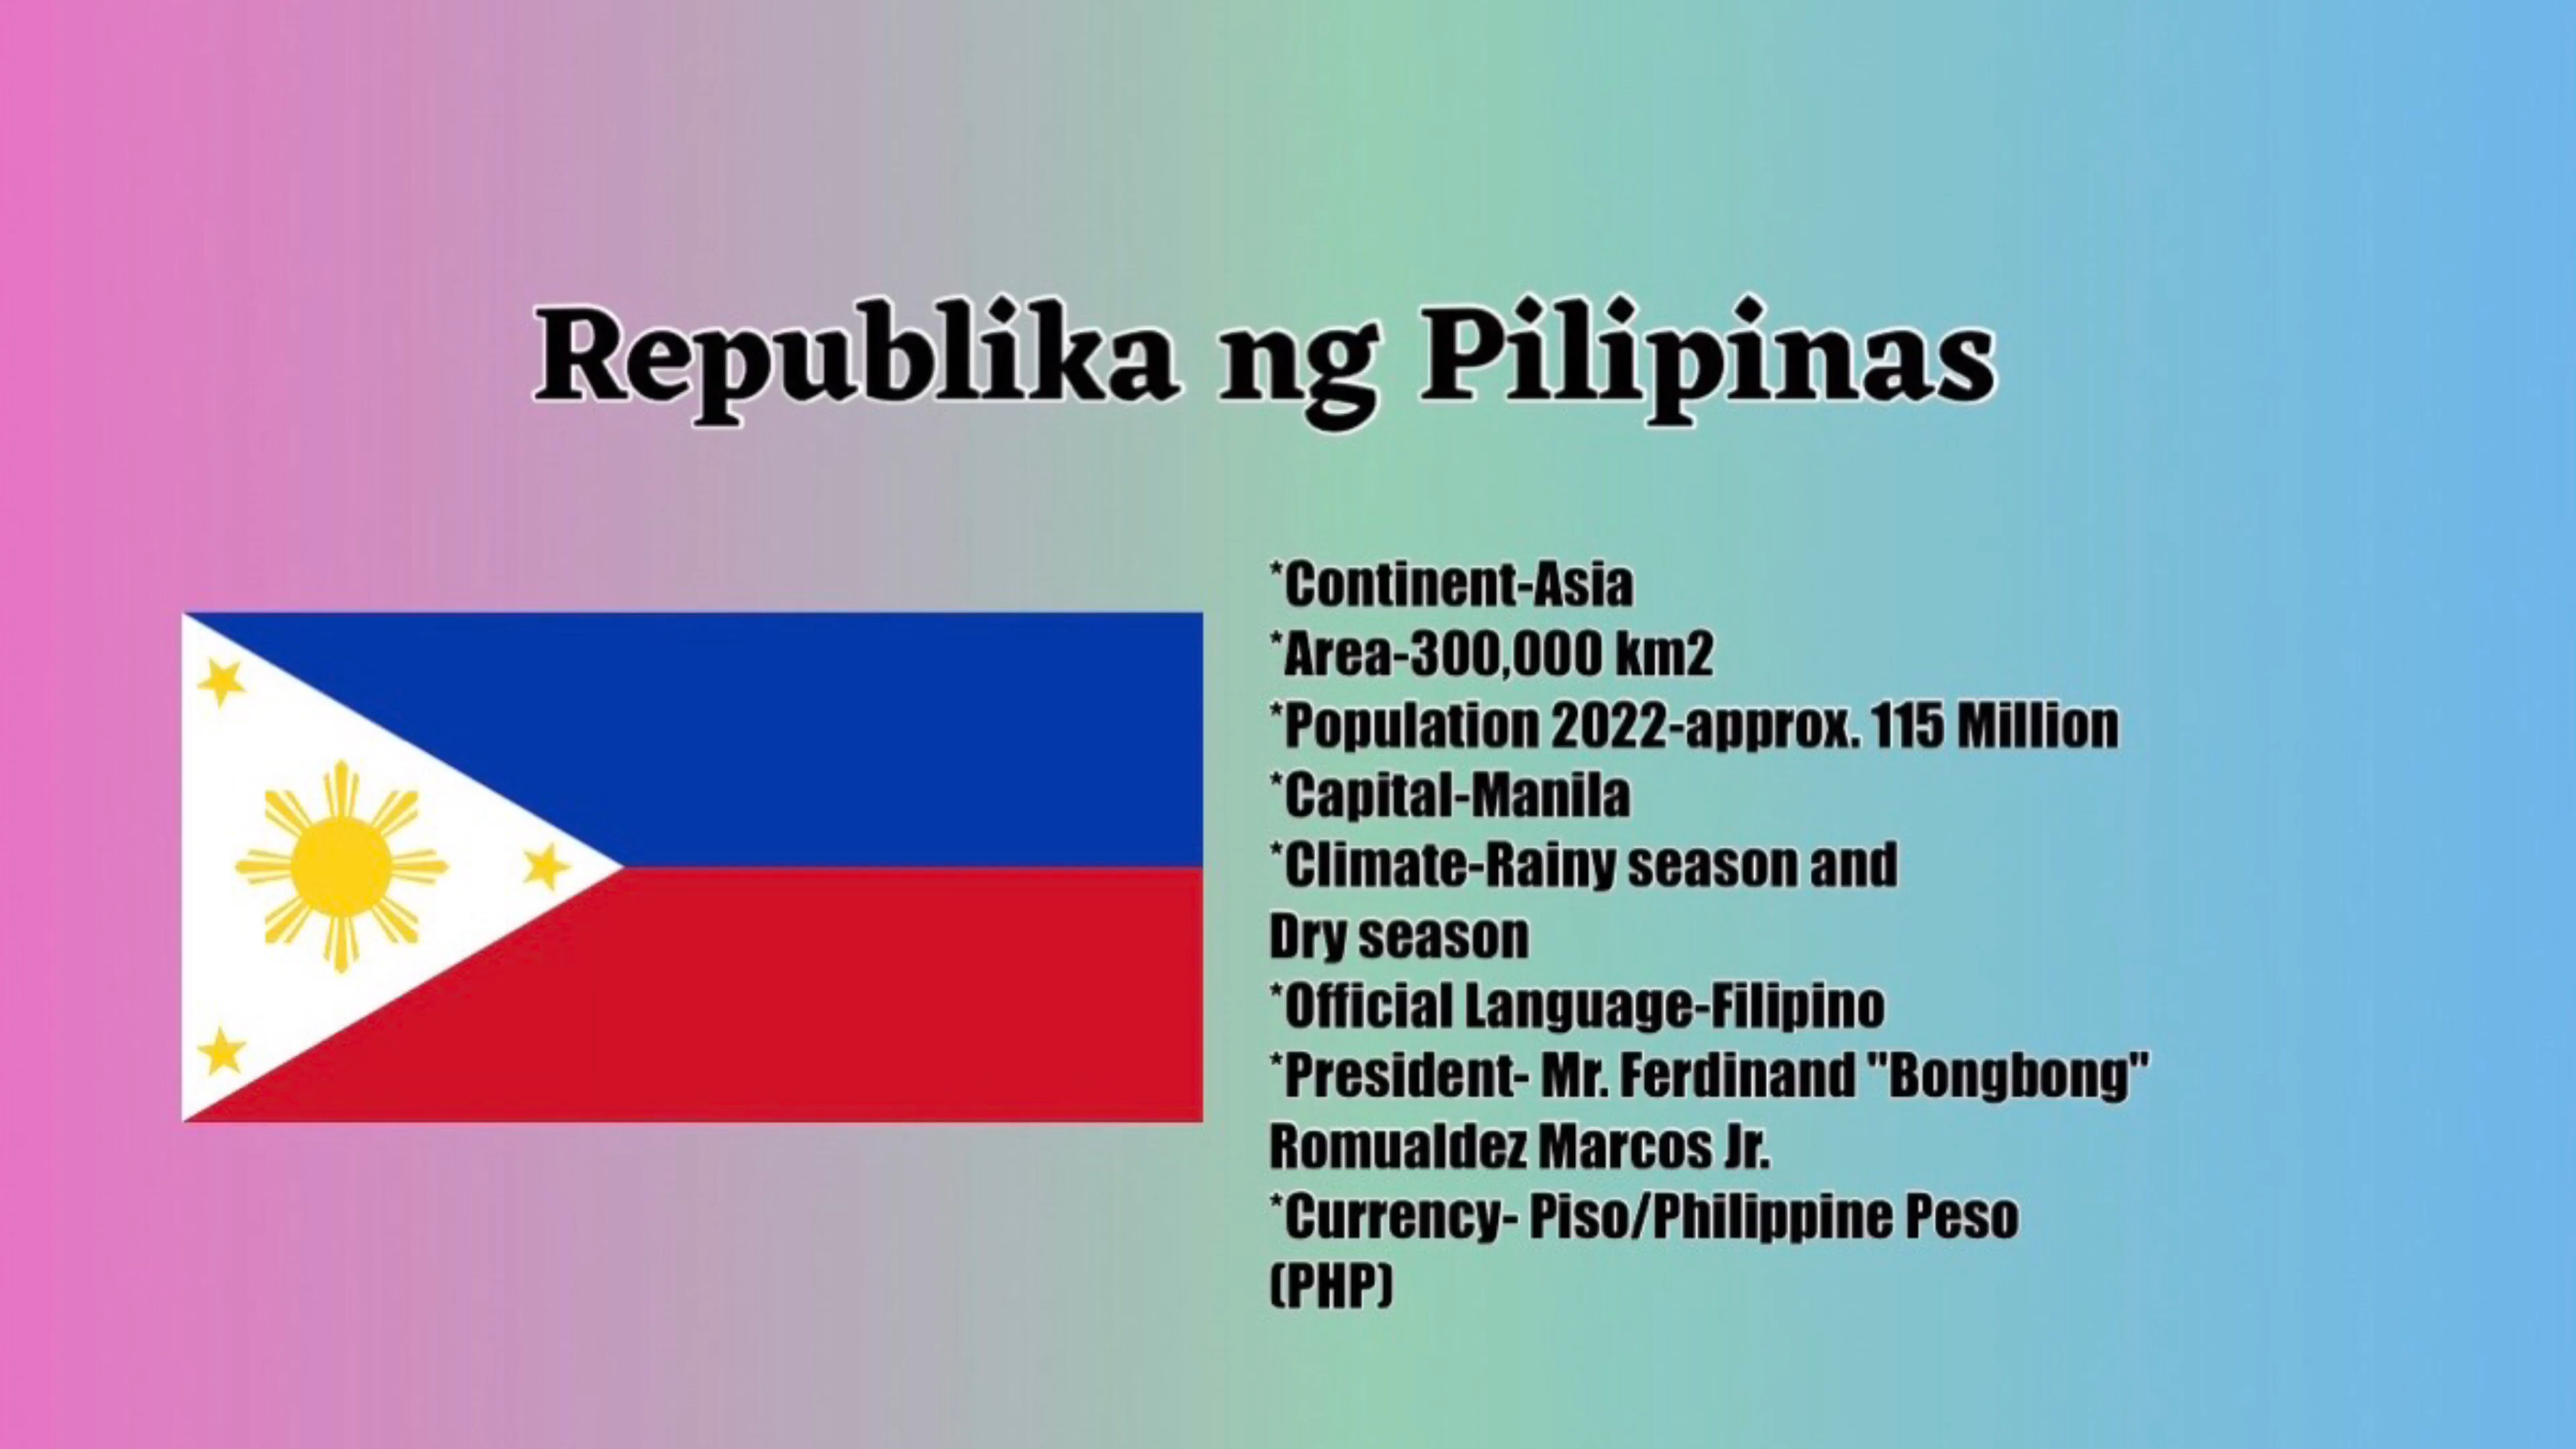 Republika ng Pilipinas
*Continent-Asia
*Area-300,000 km2
*Population 2022-approx. 115 Million
*Capital-Manila
*Climate-Rainy season and
Dry season
*Official Language-Filipino
*President- Mr. Ferdinand "Bongbong"
Romualdez Marcos Jr.
*Currency- Piso/Philippine Peso
(PHP)